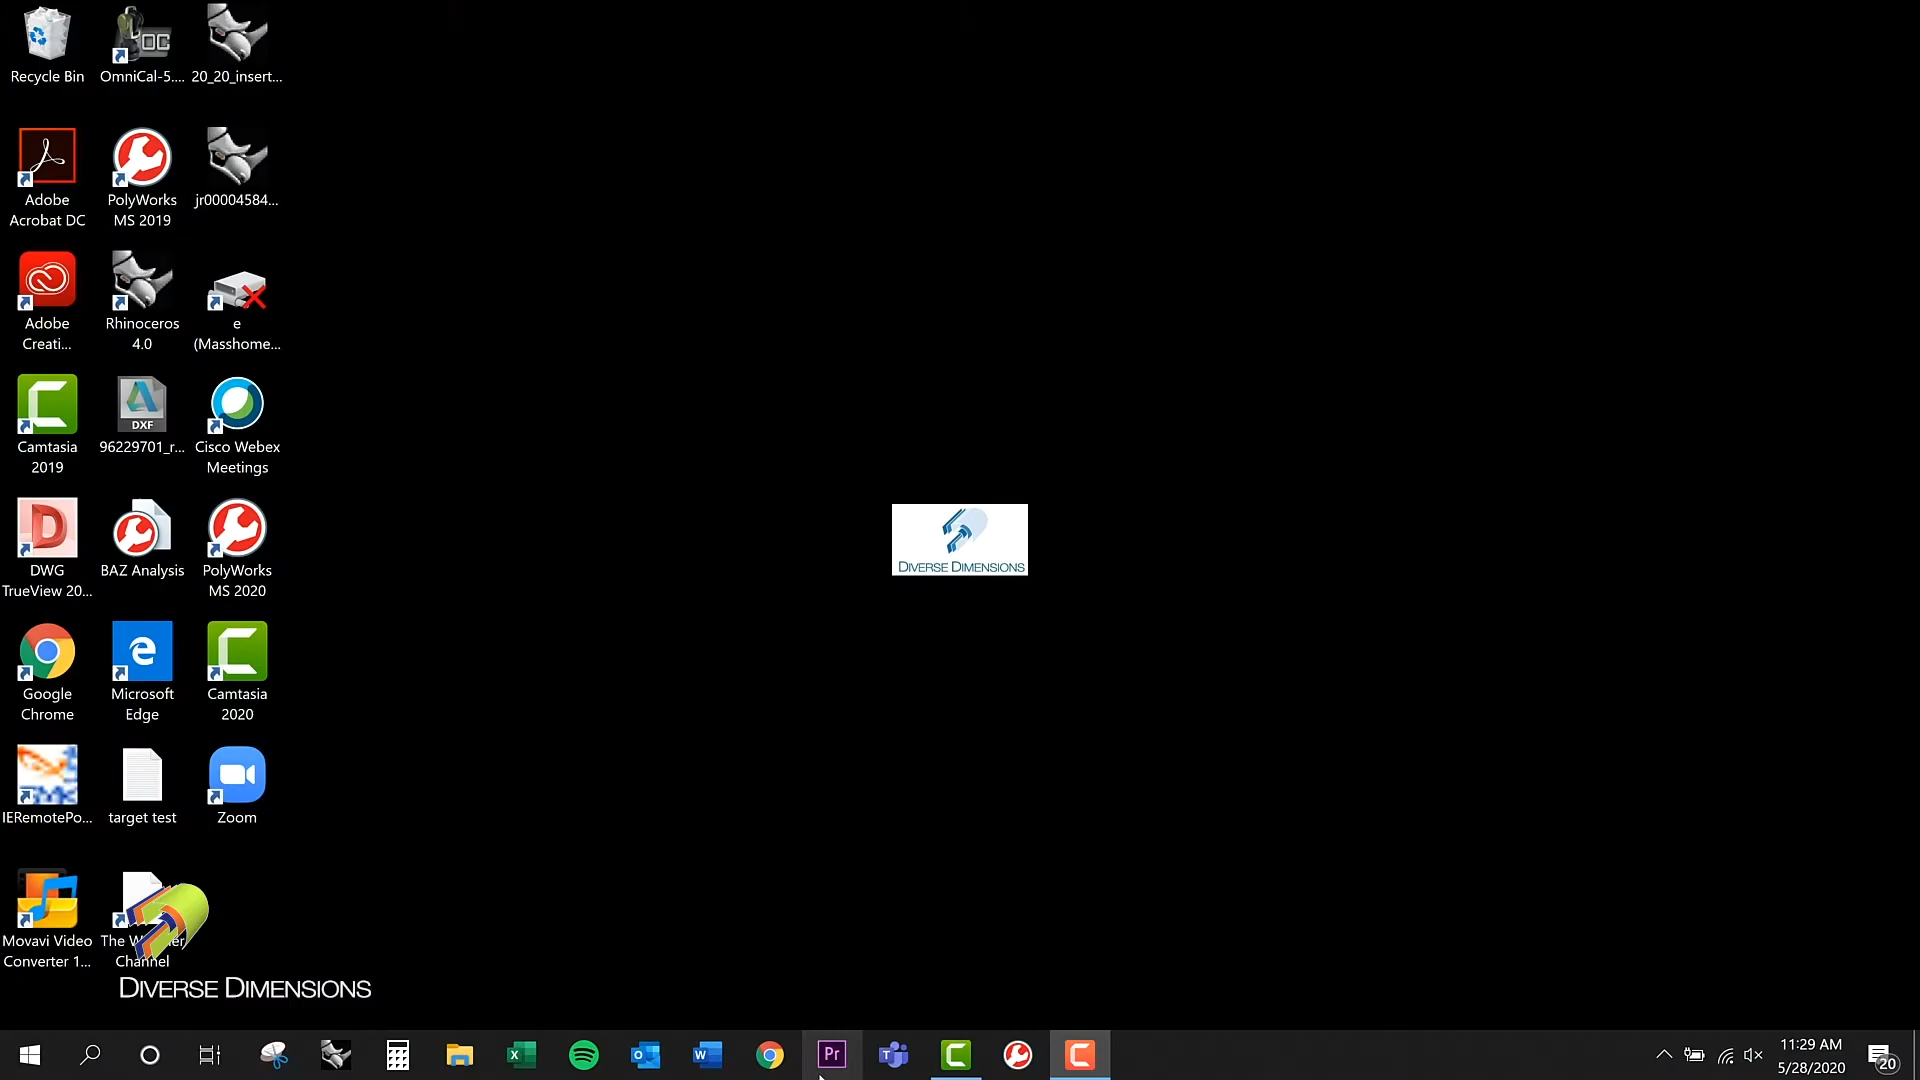 Recycle Bin
OmniCal-5....
20_20_insert...
Adobe
Acrobat DC
PolyWorks
MS 2019
jr00004584...
Adobe
Creati...
Rhinoceros
4.0
e
(Masshome...
Camtasia
2019
DXF
96229701_r...
Cisco Webex
Meetings
DWG
TrueView 20...
BAZ Analysis
PolyWorks
MS 2020
Google
Chrome
Microsoft
Edge
Camtasia
2020
IERemotePo...
target test
Zoom
Movavi Video
Converter 1...
Channel
DIVERSE DIMENSIONS
DIVERSE DIMENSIONS
Pr
11:29 AM
5/28/2020
20